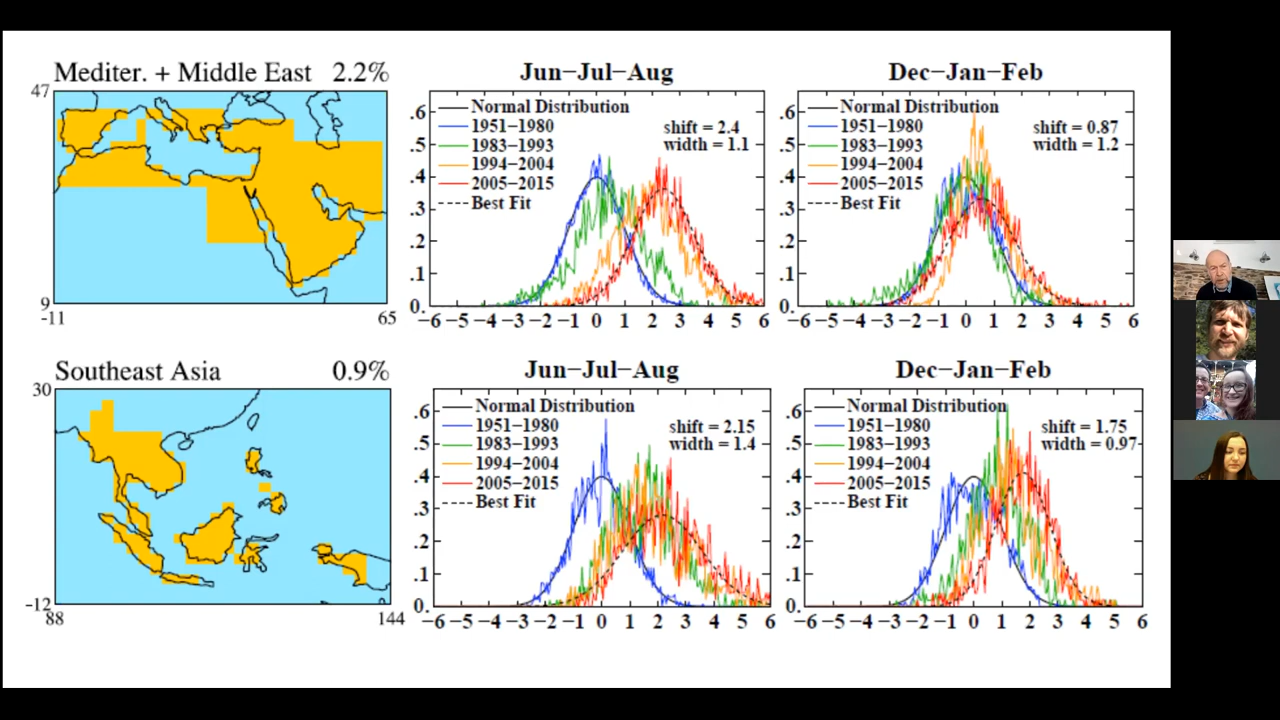 Mediter. + Middle East 2.2%
47
9
-11 65
Jun-Jul-Aug
Normal Distribution
1951-1980
1983-1993
1994-2004
2005-2015
Best Fit
shift = 2.4
width = 1.1
.6
.5
.4
.3
.2
.1
0.
-6 -5 -4 -3 -2 -1 0 1 2 3 4 5 6
Dec-Jan-Feb
Normal Distribution
1951-1980
1983-1993
1994-2004
2005-2015
Best Fit
shift = 0.87
width = 1.2
.6
.5
.4
.3
.2
.1
0.
-6 -5 -4 -3 -2 -1 0 1 2 3 4 5 6
Southeast Asia 0.9%
30
-12
88 144
Jun-Jul-Aug
Normal Distribution
1951-1980
1983-1993
1994-2004
2005-2015
Best Fit
shift = 2.15
width = 1.4
.6
.5
.4
.3
.2
.1
0.
-6 -5 -4 -3 -2 -1 0 1 2 3 4 5 6
Dec-Jan-Feb
Normal Distribution
1951-1980
1983-1993
1994-2004
2005-2015
Best Fit
shift = 1.75
width = 0.97
.6
.5
.4
.3
.2
.1
0.
-6 -5 -4 -3 -2 -1 0 1 2 3 4 5 6